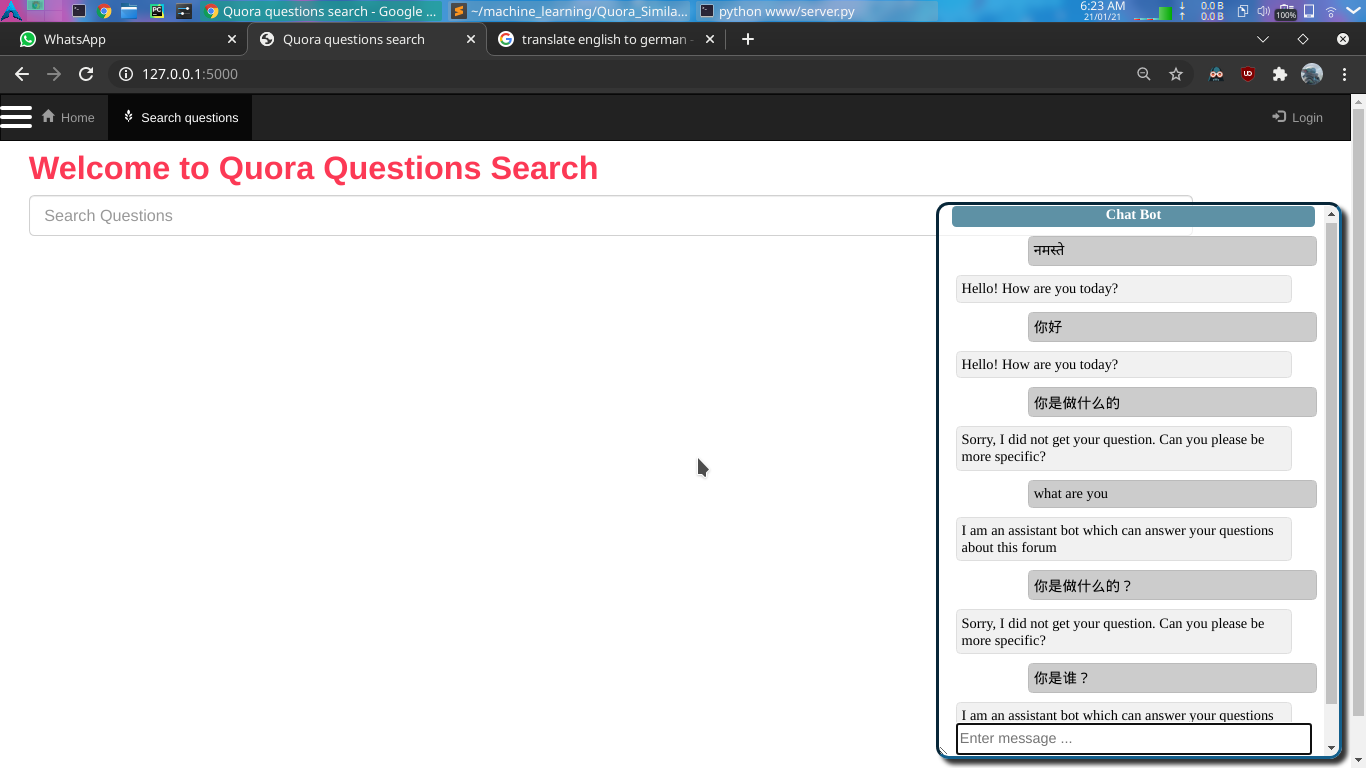 Quora questions search - Google ...
~/machine_learning/Quora_Simila...
python www/server.py
6:23 AM
21/01/21
0.0 B
0.0 B
100%
WhatsApp
Quora questions search
translate english to german -
127.0.0.1:5000
Home
Search questions
Login
Welcome to Quora Questions Search
Search Questions
Chat Bot
नमस्ते
Hello! How are you today?
你好
Hello! How are you today?
你是做什么的
Sorry, I did not get your question. Can you please be
more specific?
what are you
I am an assistant bot which can answer your questions
about this forum
你是做什么的？
Sorry, I did not get your question. Can you please be
more specific?
你是谁？
I am an assistant bot which can answer your questions
Enter message ...